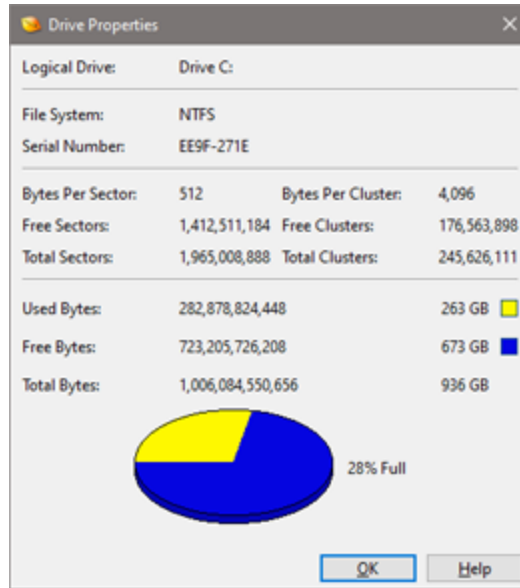 Drive Properties
Logical Drive: Drive C:
File System: NTFS
Serial Number: EE9F-271E
Bytes Per Sector: 512 Bytes Per Cluster: 4,096
Free Sectors: 1,412,511,184 Free Clusters: 176,563,898
Total Sectors: 1,965,008,888 Total Clusters: 245,626,111
Used Bytes: 282,878,824,448 263 GB
Free Bytes: 723,205,726,208 673 GB
Total Bytes: 1,006,084,550,656 936 GB
28% Full
OK Help